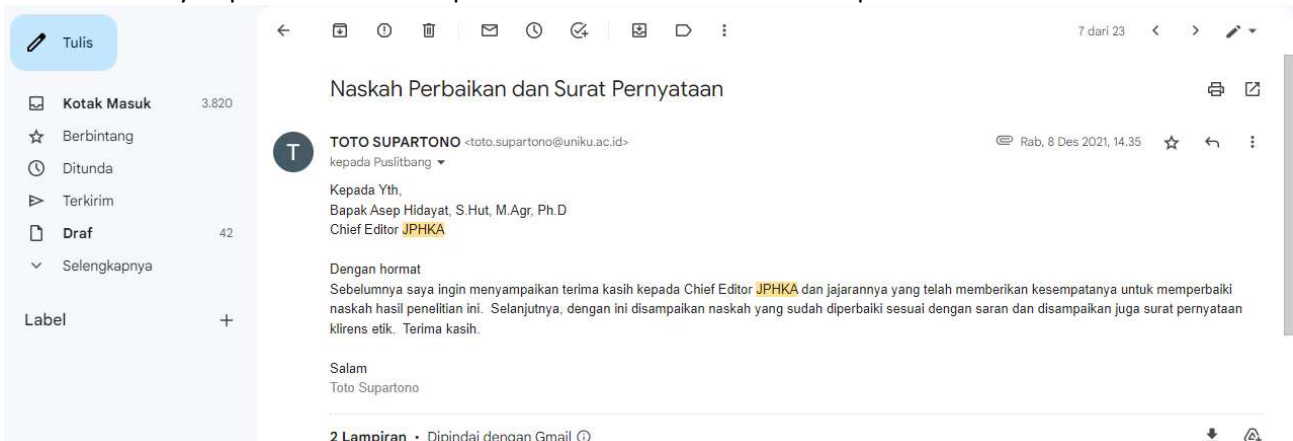 Tulis
7 dari 23
Naskah Perbaikan dan Surat Pernyataan
Kotak Masuk 3.820
Berbintang
Ditunda
Terkirim
Draf 42
Selengkapnya
Label +
T
TOTO SUPARTONO <toto.supartono@uniku.ac.id>
Rab, 8 Des 2021, 14.35
kepada Puslitbang
Kepada Yth,
Bapak Asep Hidayat, S.Hut, M.Agr, Ph.D
Chief Editor JPHKA
Dengan hormat
Sebelumnya saya ingin menyampaikan terima kasih kepada Chief Editor JPHKA dan jajarannya yang telah memberikan kesempatanya untuk memperbaiki
naskah hasil penelitian ini. Selanjutnya, dengan ini disampaikan naskah yang sudah diperbaiki sesuai dengan saran dan disampaikan juga surat pernyataan
klirens etik. Terima kasih.
Salam
Toto Supartono
2 Lampiran • Dipindai dengan Gmail